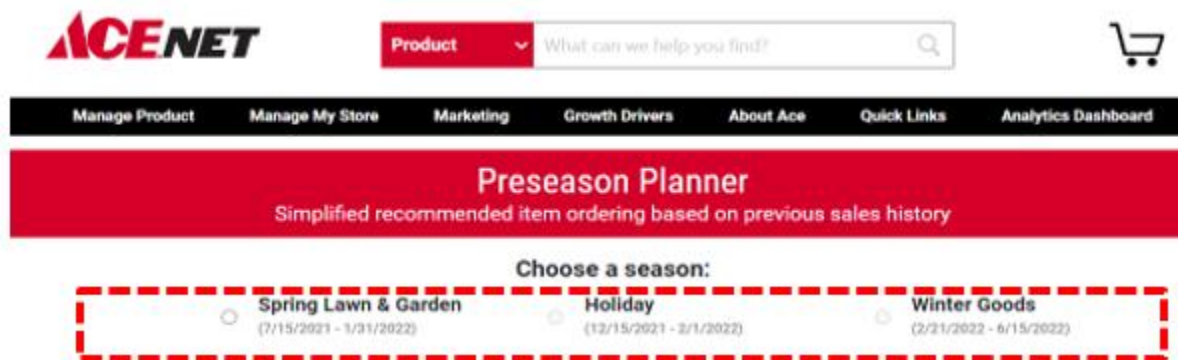 ACENET
Product What can we help you find?
Manage Product Manage My Store Marketing Growth Drivers About Ace Quick Links Analytics Dashboard
Preseason Planner
Simplified recommended item ordering based on previous sales history
Choose a season:
Spring Lawn & Garden Holiday Winter Goods
(7/15/2021 - 1/31/2022) (12/15/2021 - 2/1/2022) (2/21/2022 - 6/15/2022)